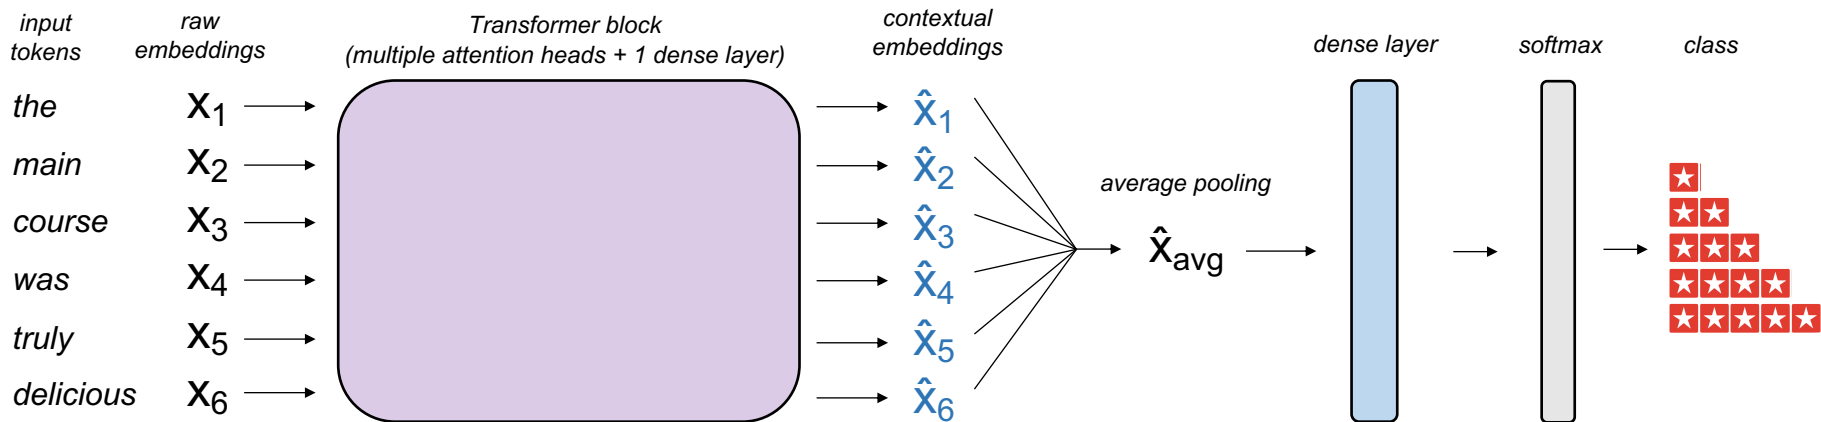 input tokens
raw embeddings
Transformer block
(multiple attention heads + 1 dense layer)
contextual embeddings
dense layer
softmax
class
the x1 x̂1
main x2 x̂2
average pooling
course x3 x̂3
x̂avg
was x4 x̂4
truly x5 x̂5
delicious x6 x̂6